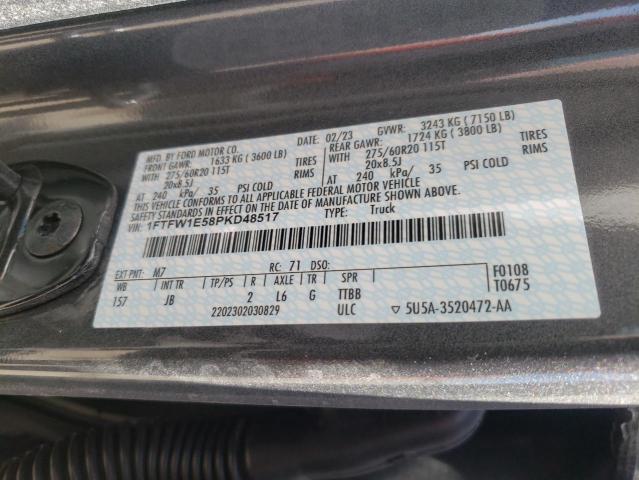 MFD. BY FORD MOTOR CO. DATE: 02/23 GVWR: 3243 KG ( 7150 LB)
FRONT GAWR: 1633 KG ( 3600 LB) REAR GAWR: 1724 KG ( 3800 LB)
WITH 275/60R20 115T TIRES WITH 275/60R20 115T TIRES
20x8.5J RIMS 20x8.5J RIMS
AT 240 kPa/ 35 PSI COLD AT 240 kPa/ 35 PSI COLD
THIS VEHICLE CONFORMS TO ALL APPLICABLE FEDERAL MOTOR VEHICLE
SAFETY AND THEFT PREVENTION STANDARDS IN EFFECT ON THE DATE OF MANUFACTURE SHOWN ABOVE.
VIN: 1FTFW1E58PKD48517 TYPE: Truck
EXT PNT: M7 RC: 71 DSO:
WB INT TR TP/PS R AXLE TR SPR F0108
157 JB 2 L6 G TTBB T0675
2202302030829 ULC ▽ 5U5A-3520472-AA